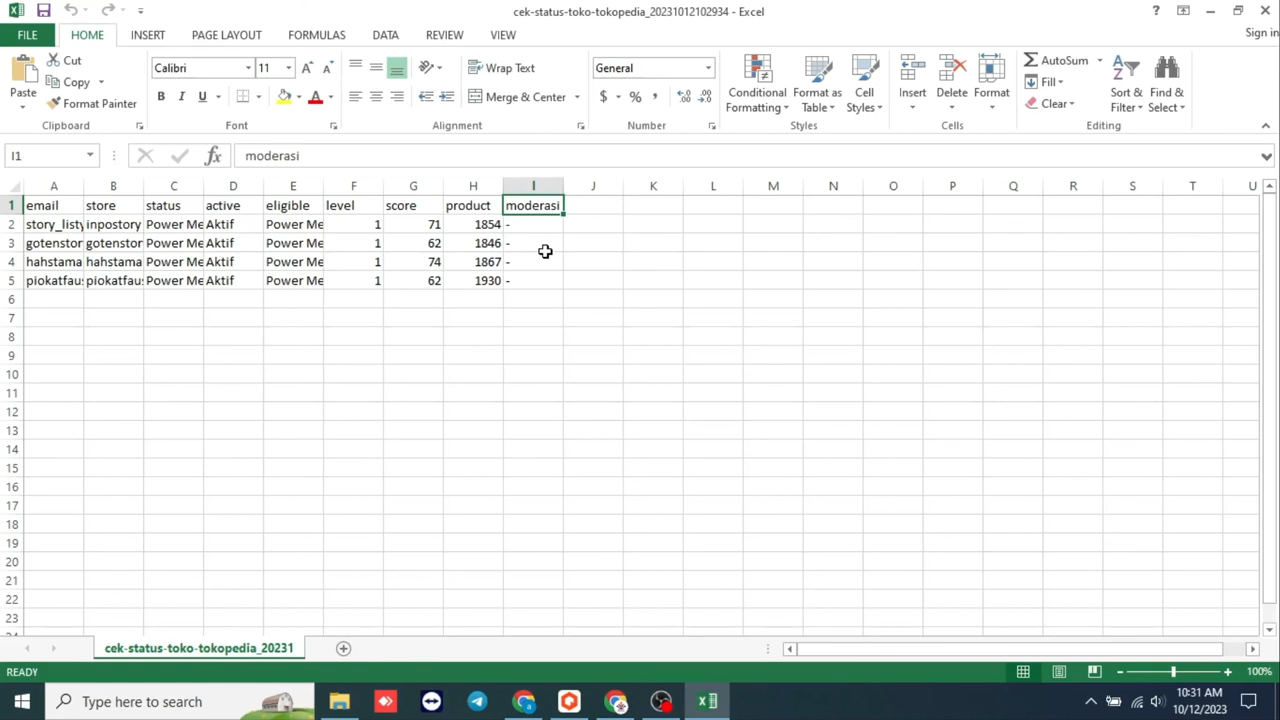 cek-status-toko-tokopedia_20231012102934 - Excel
FILE HOME INSERT PAGE LAYOUT FORMULAS DATA REVIEW VIEW Sign in
Cut
Copy
Format Painter
Paste
Clipboard
Calibri 11
B I U
Font
Wrap Text
Merge & Center
Alignment
General
$ % ,
Number
Conditional Formatting
Format as Table
Cell Styles
Styles
Insert Delete Format
Cells
AutoSum
Fill
Clear
Sort & Filter
Find & Select
Editing
I1 fx moderasi
A B C D E F G H I J K L M N O P Q R S T U
1 email store status active eligible level score product moderasi
2 story_listy inpostory Power Me Aktif Power Me 1 71 1854 -
3 gotenstor gotenstor Power Me Aktif Power Me 1 62 1846 -
4 hahstama hahstama Power Me Aktif Power Me 1 74 1867 -
5 piokatfau piokatfau Power Me Aktif Power Me 1 62 1930 -
6
7
8
9
10
11
12
13
14
15
16
17
18
19
20
21
22
23
cek-status-toko-tokopedia_20231
READY 100%
Type here to search
10:31 AM
10/12/2023